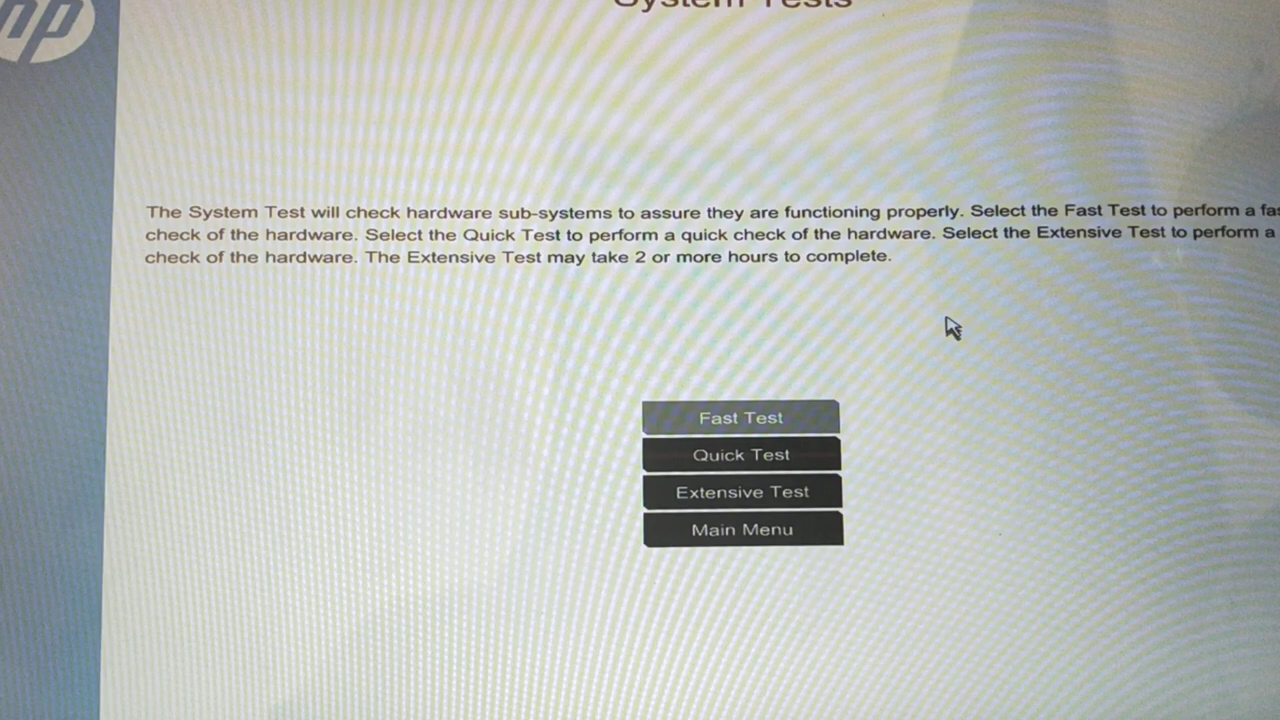 hp
System Tests
The System Test will check hardware sub-systems to assure they are functioning properly. Select the Fast Test to perform a
check of the hardware. Select the Quick Test to perform a quick check of the hardware. Select the Extensive Test to perform a
check of the hardware. The Extensive Test may take 2 or more hours to complete.
Fast Test
Quick Test
Extensive Test
Main Menu